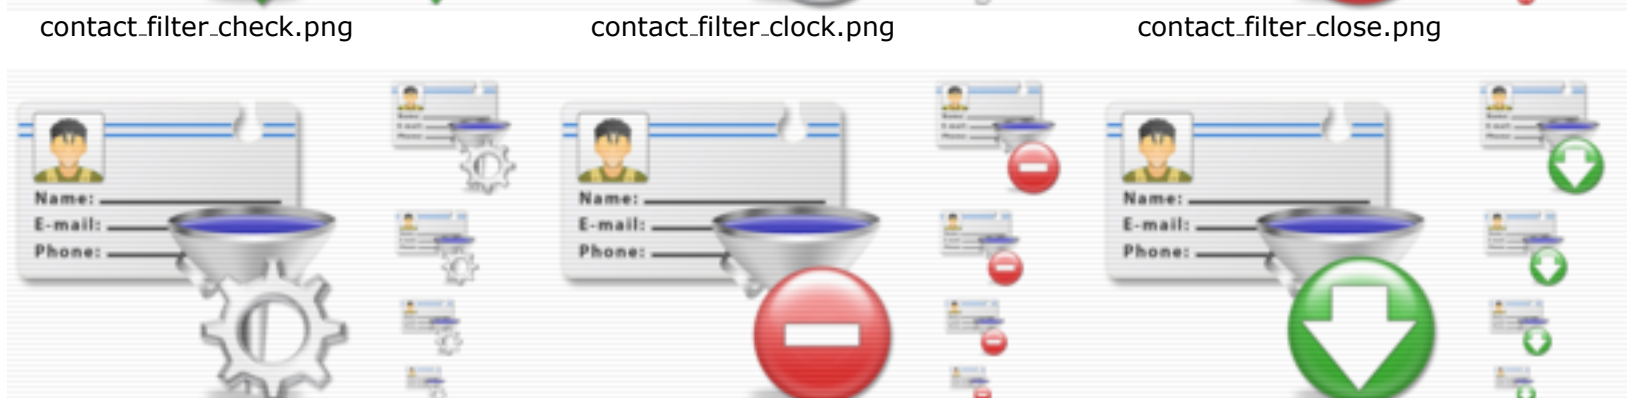 contact_filter_check.png
contact_filter_clock.png
contact_filter_close.png
Name:
E-mail:
Phone:
Name:
E-mail:
Phone:
Name:
E-mail:
Phone: